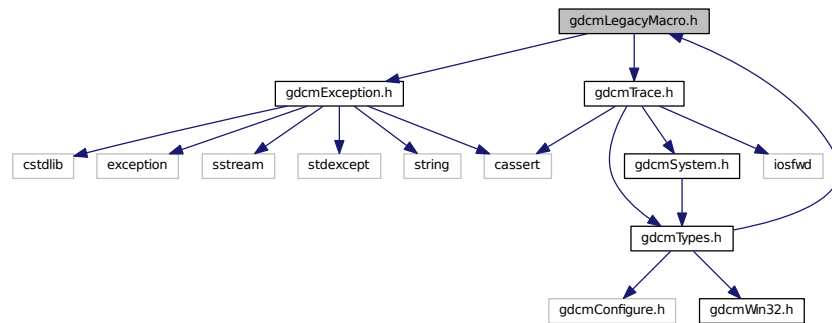 gdcmLegacyMacro.h
gdcmException.h
gdcmTrace.h
cstdlib
exception
sstream
stdexcept
string
cassert
gdcmSystem.h
iosfwd
gdcmTypes.h
gdcmConfigure.h
gdcmWin32.h